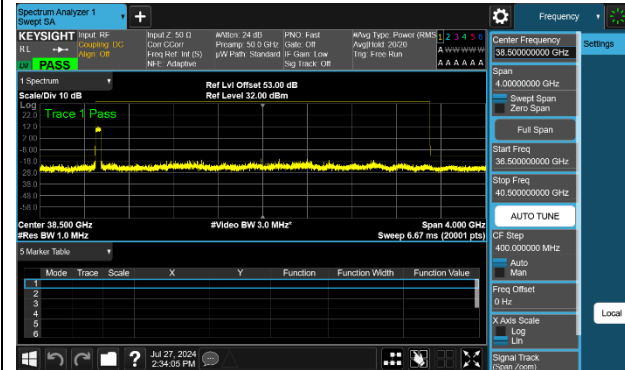 Spectrum Analyzer 1
Swept SA
Frequency
KEYSIGHT
RL
PASS
Input: RF
Coupling: DC
Align: Off
Input Z: 50 Ω
Corr CCorr
Freq Ref: Int (S)
NFE: Adaptive
#Atten: 24 dB
Preamp: 50.0 GHz
µW Path: Standard
PNO: Fast
Gate: Off
IF Gain: Low
Sig Track: Off
#Avg Type: Power (RMS
Avg|Hold: 20/20
Trig: Free Run
1 2 3 4 5 6
A W W W W W
A A A A A A
1 Spectrum
Scale/Div 10 dB
Ref Lvl Offset 53.00 dB
Ref Level 32.00 dBm
Log
Trace 1 Pass
22.0
12.0
2.00
-8.00
-18.0
-28.0
-38.0
-48.0
-58.0
Center 38.500 GHz
#Res BW 1.0 MHz
#Video BW 3.0 MHz*
Span 4.000 GHz
Sweep 6.67 ms (20001 pts)
5 Marker Table
Mode Trace Scale X Y Function Function Width Function Value
1
2
3
4
5
6
Jul 27, 2024
2:34:05 PM
Center Frequency
38.500000000 GHz
Settings
Span
4.00000000 GHz
Swept Span
Zero Span
Full Span
Start Freq
36.500000000 GHz
Stop Freq
40.500000000 GHz
AUTO TUNE
CF Step
400.000000 MHz
Auto
Man
Freq Offset
0 Hz
X Axis Scale
Log
Lin
Local
Signal Track
(Span Zoom)